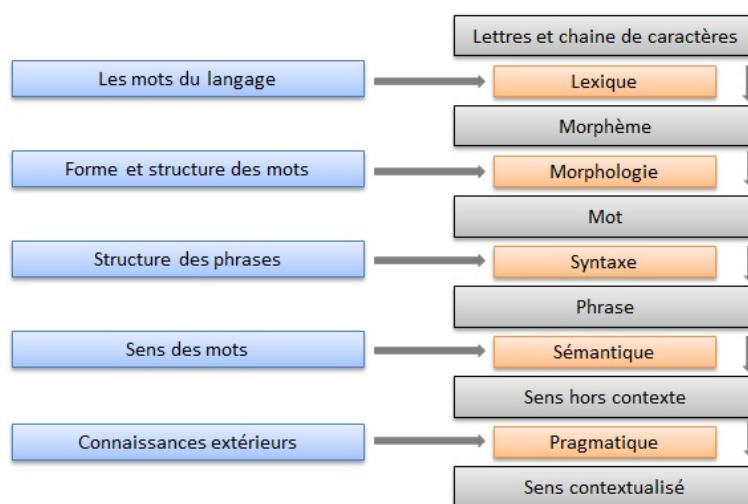 Lettres et chaine de caractères
Les mots du langage
Lexique
Morphème
Forme et structure des mots
Morphologie
Mot
Structure des phrases
Syntaxe
Phrase
Sens des mots
Sémantique
Sens hors contexte
Connaissances extérieurs
Pragmatique
Sens contextualisé